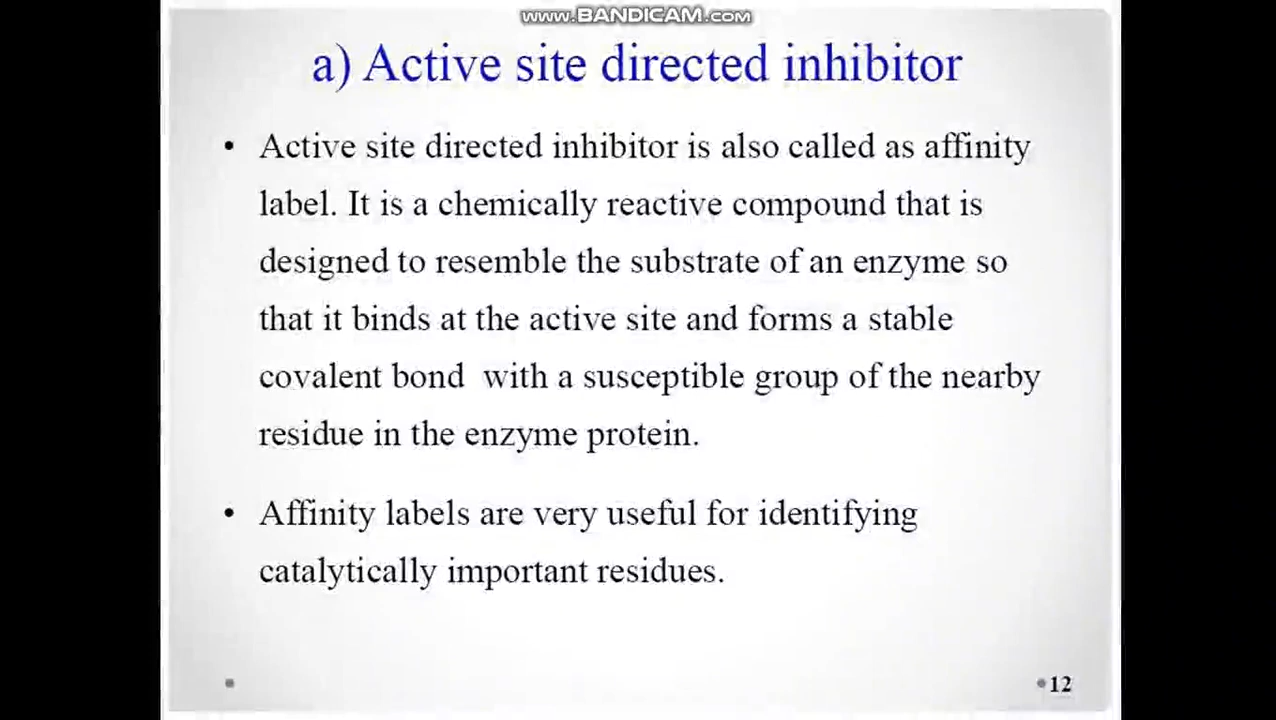 www.BANDICAM.com
a) Active site directed inhibitor
• Active site directed inhibitor is also called as affinity
label. It is a chemically reactive compound that is
designed to resemble the substrate of an enzyme so
that it binds at the active site and forms a stable
covalent bond  with a susceptible group of the nearby
residue in the enzyme protein.
• Affinity labels are very useful for identifying
catalytically important residues.
•12